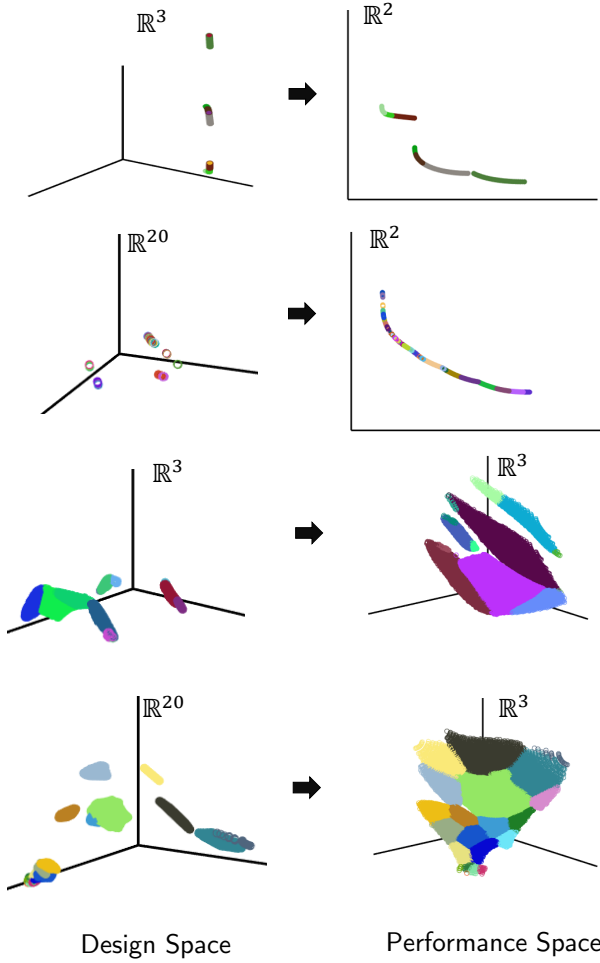 ℝ³ ℝ²
ℝ²⁰ ℝ²
ℝ³ ℝ³
ℝ²⁰ ℝ³
Design Space Performance Space